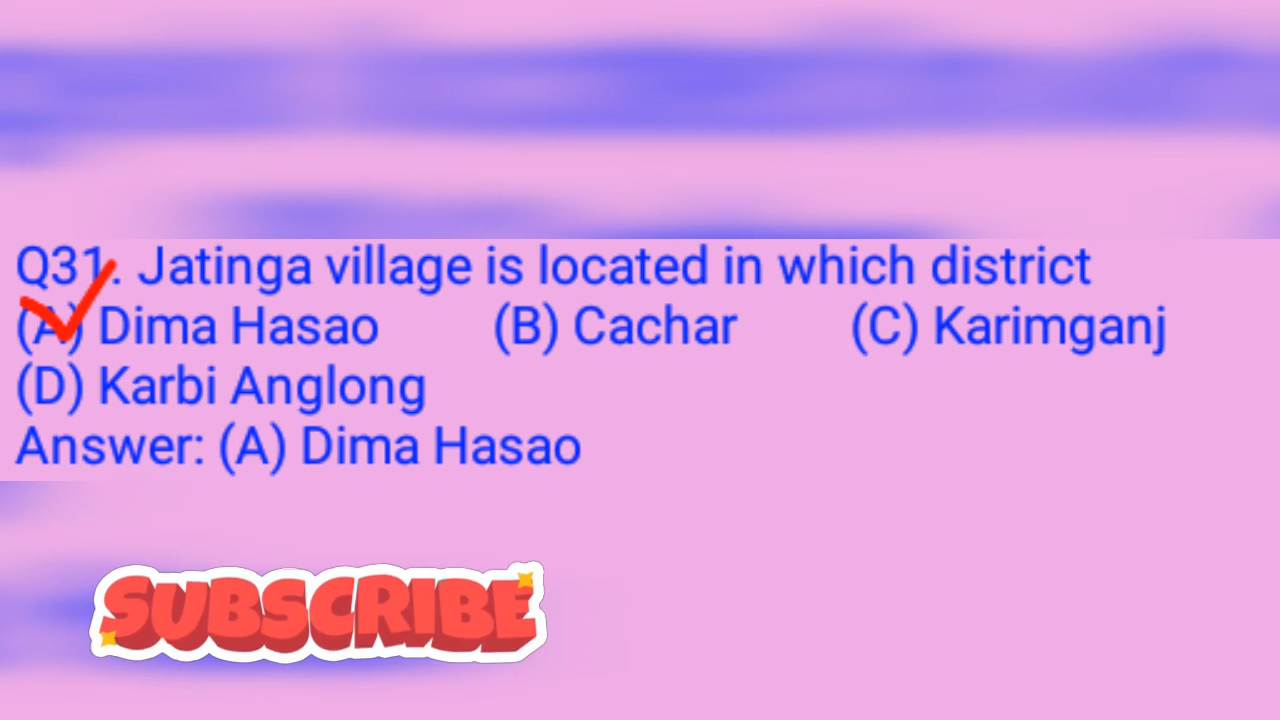 Q31. Jatinga village is located in which district
(A) Dima Hasao (B) Cachar (C) Karimganj
(D) Karbi Anglong
Answer: (A) Dima Hasao
SUBSCRIBE